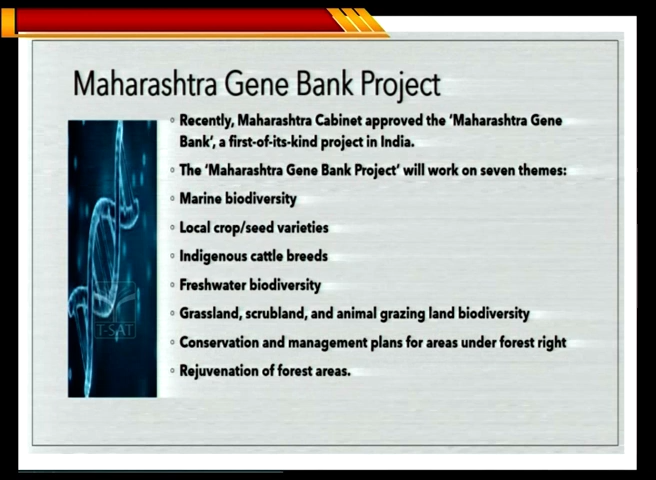 Maharashtra Gene Bank Project
◦ Recently, Maharashtra Cabinet approved the ‘Maharashtra Gene
Bank’, a first-of-its-kind project in India.
◦ The ‘Maharashtra Gene Bank Project’ will work on seven themes:
◦ Marine biodiversity
◦ Local crop/seed varieties
◦ Indigenous cattle breeds
◦ Freshwater biodiversity
◦ Grassland, scrubland, and animal grazing land biodiversity
◦ Conservation and management plans for areas under forest right
◦ Rejuvenation of forest areas.
T-SAT